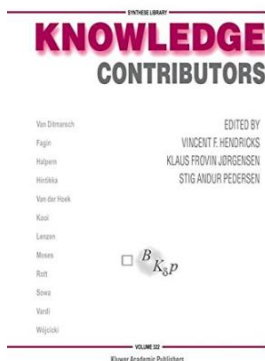 SYNTHESE LIBRARY
KNOWLEDGE
CONTRIBUTORS
Van Ditmarsch
Fagin
Halpern
Hintikka
Van der Hoek
Kooi
Lenzen
Moses
Rott
Sowa
Vardi
Wójcicki
EDITED BY
VINCENT F. HENDRICKS
KLAUS FROVIN JØRGENSEN
STIG ANDUR PEDERSEN
□ B K₈p
VOLUME 322
Kluwer Academic Publishers